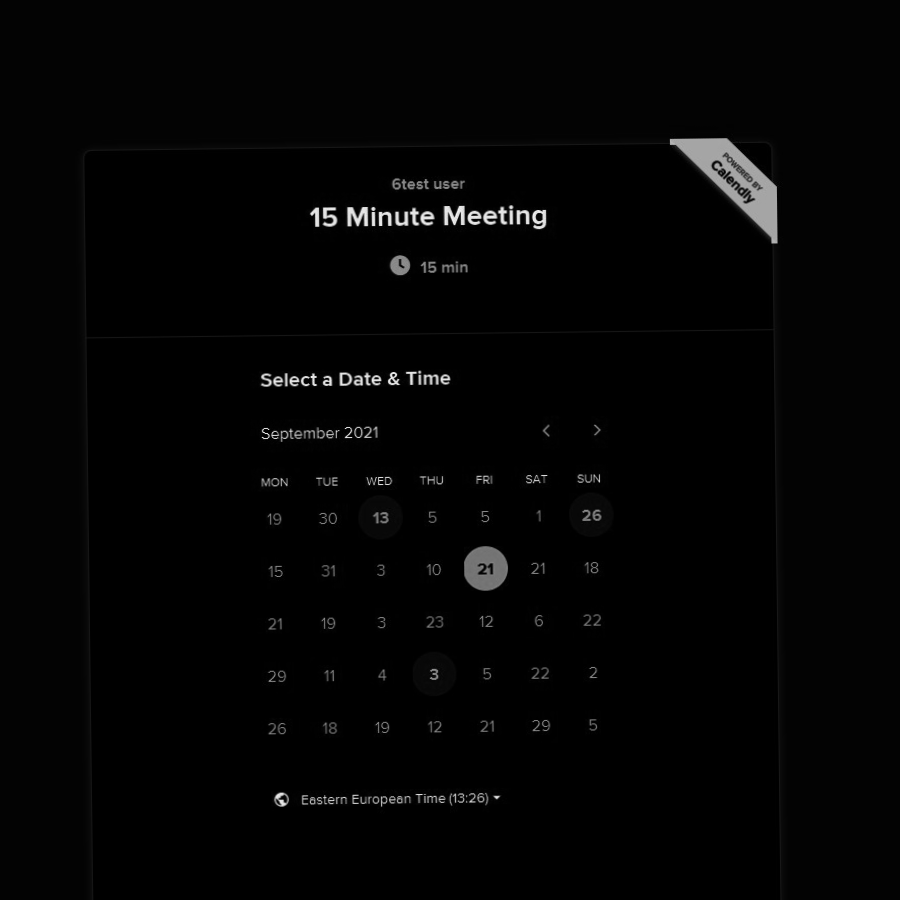 POWERED BY
Calendly
6test user
15 Minute Meeting
15 min
Select a Date & Time
September 2021
MON TUE WED THU FRI SAT SUN
19 30 13 5 5 1 26
15 31 3 10 21 21 18
21 19 3 23 12 6 22
29 11 4 3 5 22 2
26 18 19 12 21 29 5
Eastern European Time (13:26)